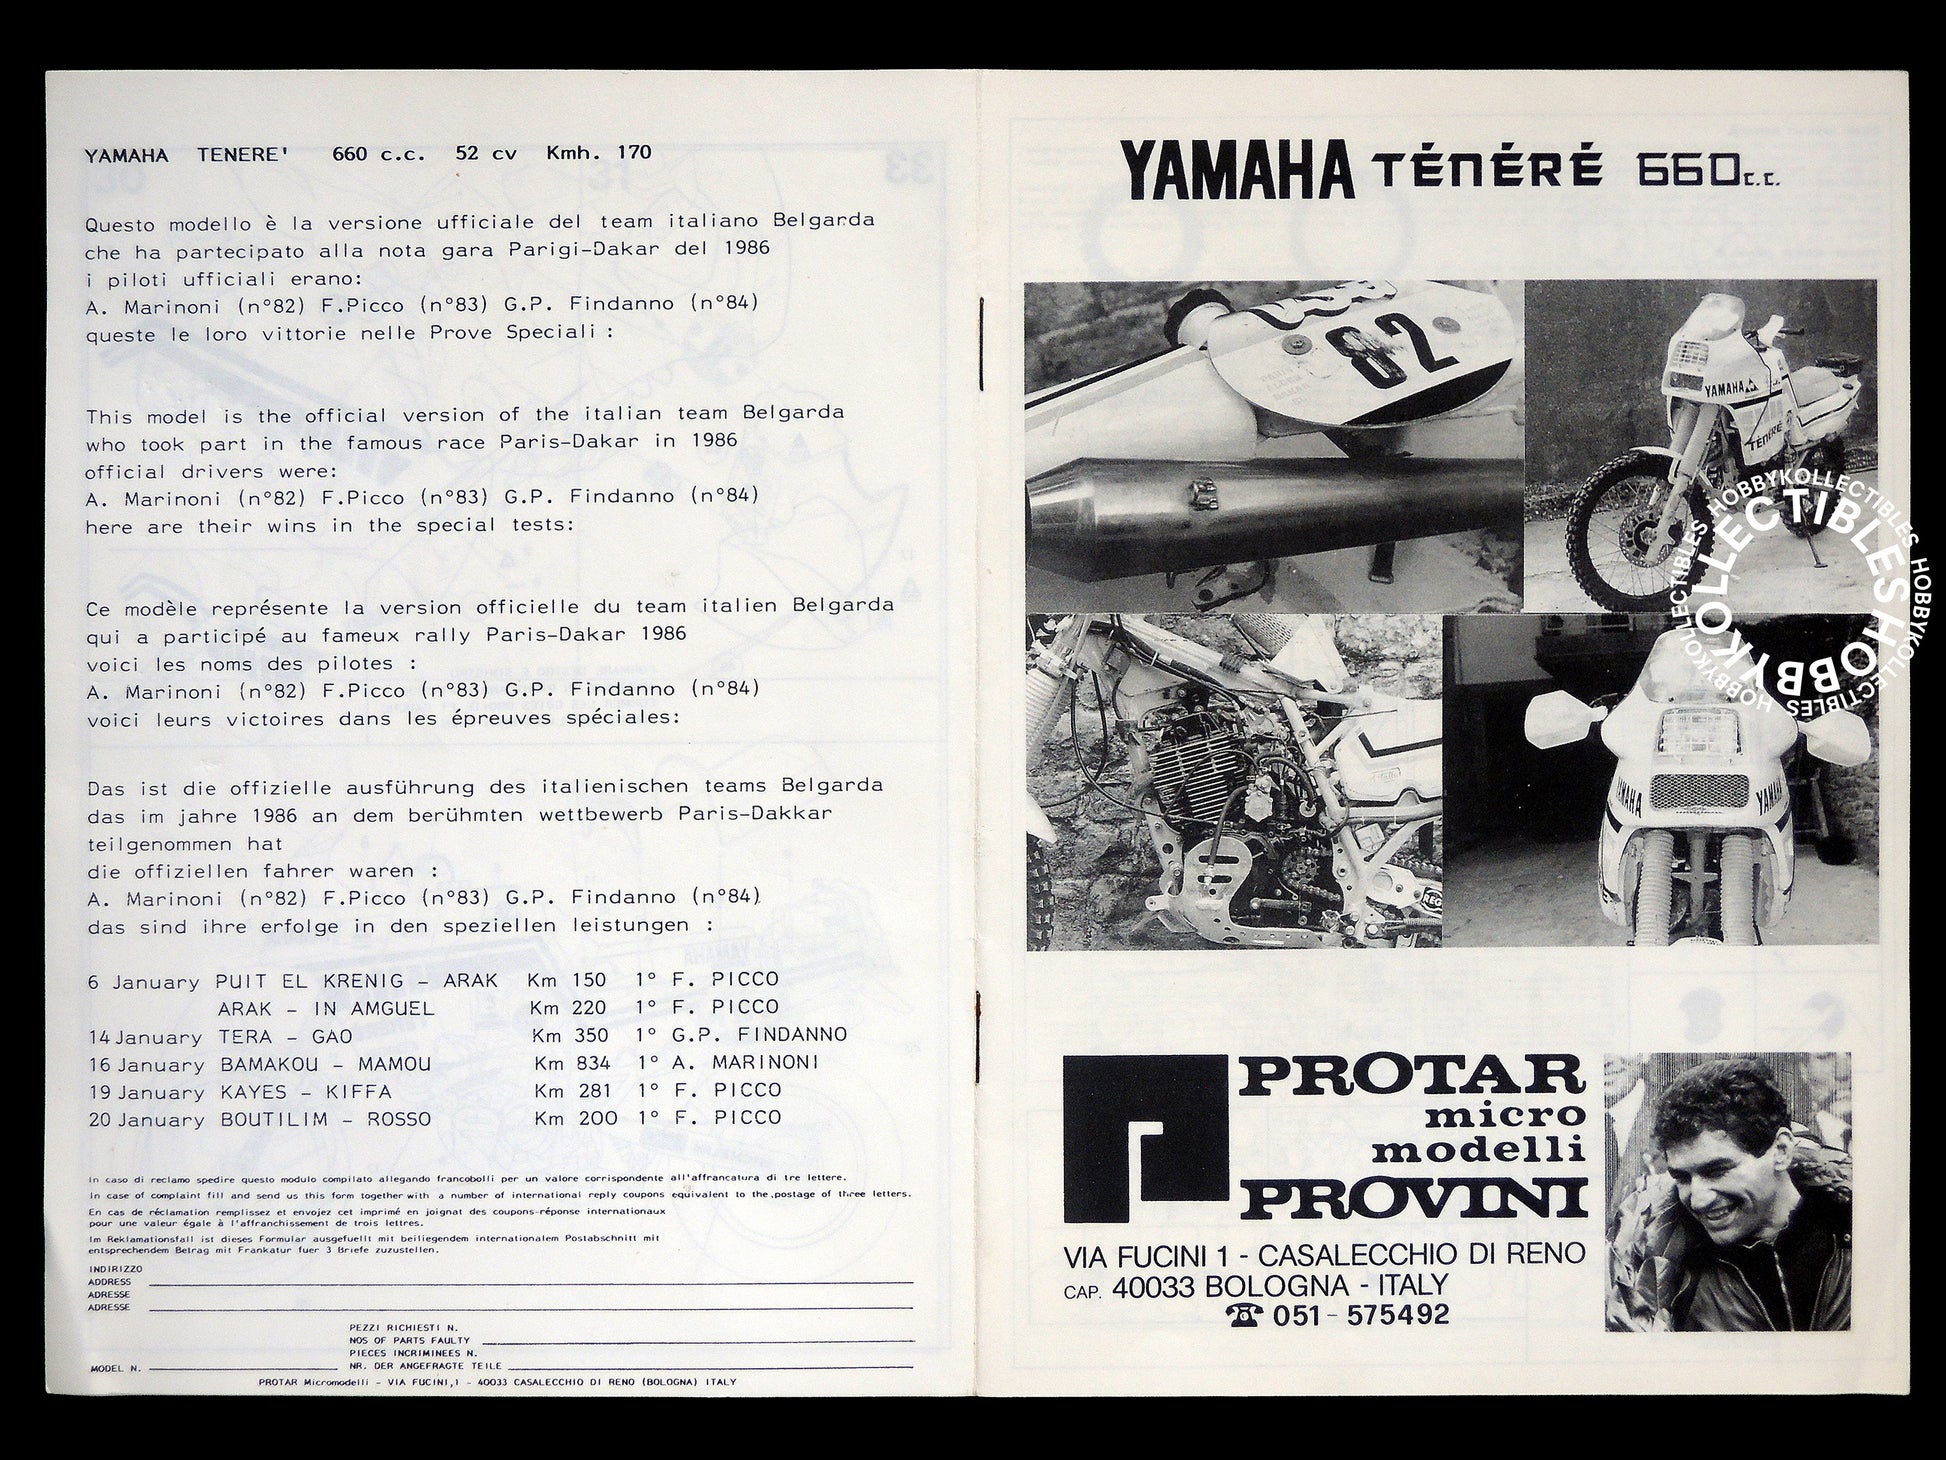 YAMAHA TENERE' 660 c.c. 52 cv Kmh. 170
Questo modello è la versione ufficiale del team italiano Belgarda
che ha partecipato alla nota gara Parigi-Dakar del 1986
i piloti ufficiali erano:
A. Marinoni (n°82) F.Picco (n°83) G.P. Findanno (n°84)
queste le loro vittorie nelle Prove Speciali :
This model is the official version of the italian team Belgarda
who took part in the famous race Paris-Dakar in 1986
official drivers were:
A. Marinoni (n°82) F.Picco (n°83) G.P. Findanno (n°84)
here are their wins in the special tests:
Ce modèle représente la version officielle du team italien Belgarda
qui a participé au fameux rally Paris-Dakar 1986
voici les noms des pilotes :
A. Marinoni (n°82) F.Picco (n°83) G.P. Findanno (n°84)
voici leurs victoires dans les épreuves spéciales:
Das ist die offizielle ausführung des italienischen teams Belgarda
das im jahre 1986 an dem berühmten wettbewerb Paris-Dakkar
teilgenommen hat
die offiziellen fahrer waren :
A. Marinoni (n°82) F.Picco (n°83) G.P. Findanno (n°84)
das sind ihre erfolge in den speziellen leistungen :
6 January PUIT EL KRENIG - ARAK Km 150 1° F. PICCO
ARAK - IN AMGUEL Km 220 1° F. PICCO
14 January TERA - GAO Km 350 1° G.P. FINDANNO
16 January BAMAKOU - MAMOU Km 834 1° A. MARINONI
19 January KAYES - KIFFA Km 281 1° F. PICCO
20 January BOUTILIM - ROSSO Km 200 1° F. PICCO
In caso di reclamo spedire questo modulo compilato allegando francobolli per un valore corrispondente all'affrancatura di tre lettere.
In case of complaint fill and send us this form together with a number of international reply coupons equivalent to the postage of three letters.
En cas de réclamation remplissez et envojez cet imprimé en joignat des coupons-réponse internationaux
pour une valeur égale à l'affranchissement de trois lettres.
Im Reklamationsfall ist dieses Formular ausgefuellt mit beiliegendem internationalem Postabschnitt mit
entsprechendem Betrag mit Frankatur fuer 3 Briefe zuzustellen.
INDIRIZZO
ADDRESS
ADRESSE
ADRESSE
PEZZI RICHIESTI N.
NOS OF PARTS FAULTY
PIECES INCRIMINEES N.
MODEL N. NR. DER ANGEFRAGTE TEILE
PROTAR Micromodelli - VIA FUCINI,1 - 40033 CASALECCHIO DI RENO (BOLOGNA) ITALY
YAMAHA TÉNÉRÉ 660 c.c.
82
YAMAHA
TÉNÉRÉ
HOBBYKOLLECTIBLES HOBBYKOLLECTIBLES HOBBYKOLLECTIBLES HOBBYKOLLECTIBLES
HOBBYKOLLECTIBLES
YAMAHA
YAMAHA
PROTAR
micro
modelli
PROVINI
VIA FUCINI 1 - CASALECCHIO DI RENO
CAP. 40033 BOLOGNA - ITALY
☎ 051 - 575492